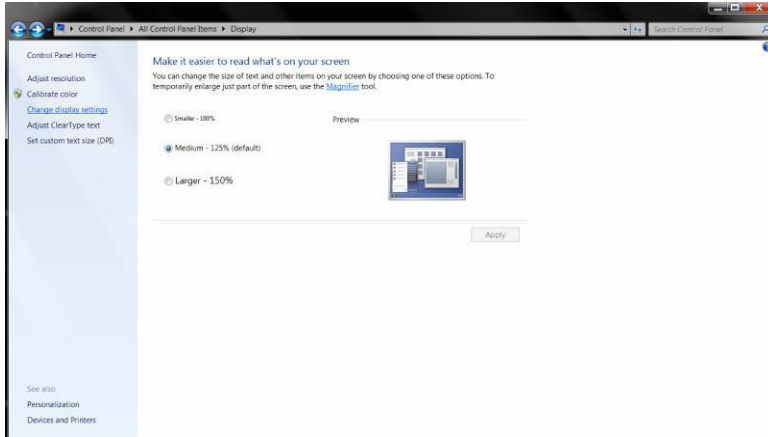 Control Panel ▸ All Control Panel Items ▸ Display
Search Control Panel
Control Panel Home
Adjust resolution
Calibrate color
Change display settings
Adjust ClearType text
Set custom text size (DPI)
See also
Personalization
Devices and Printers
Make it easier to read what's on your screen
You can change the size of text and other items on your screen by choosing one of these options. To
temporarily enlarge just part of the screen, use the Magnifier tool.
Smaller - 100%
Preview
Medium - 125% (default)
Larger - 150%
Apply